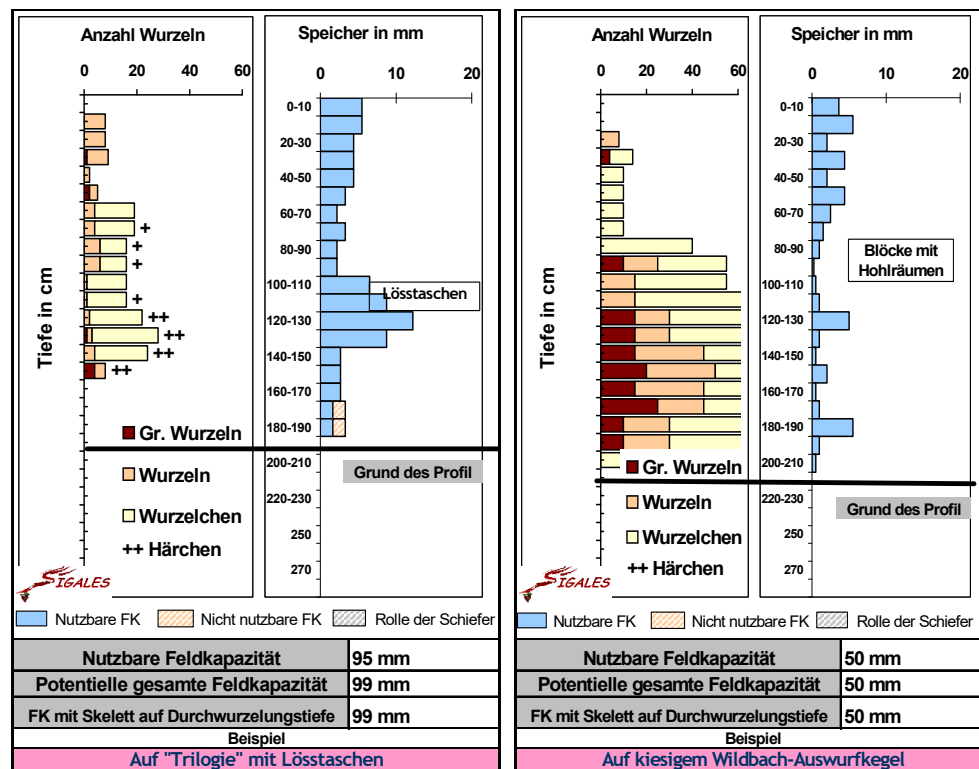 Anzahl Wurzeln
0 20 40 60
Tiefe in cm
+
+
+
+
++
++
++
++
Gr. Wurzeln
Wurzeln
Wurzelchen
++ Härchen
SIGALES
Speicher in mm
0 10 20
0-10
20-30
40-50
60-70
80-90
100-110
120-130
140-150
160-170
180-190
200-210
220-230
250
270
Lösstaschen
Grund des Profil
Nutzbare FK Nicht nutzbare FK Rolle der Schiefer
Nutzbare Feldkapazität 95 mm
Potentielle gesamte Feldkapazität 99 mm
FK mit Skelett auf Durchwurzelungstiefe 99 mm
Beispiel
Auf "Trilogie" mit Lösstaschen
Anzahl Wurzeln
0 20 40 60
Tiefe in cm
Gr. Wurzeln
Wurzeln
Wurzelchen
++ Härchen
SIGALES
Speicher in mm
0 10 20
0-10
20-30
40-50
60-70
80-90
100-110
120-130
140-150
160-170
180-190
200-210
220-230
250
270
Blöcke mit
Hohlräumen
Grund des Profil
Nutzbare FK Nicht nutzbare FK Rolle der Schiefer
Nutzbare Feldkapazität 50 mm
Potentielle gesamte Feldkapazität 50 mm
FK mit Skelett auf Durchwurzelungstiefe 50 mm
Beispiel
Auf kiesigem Wildbach-Auswurfkegel